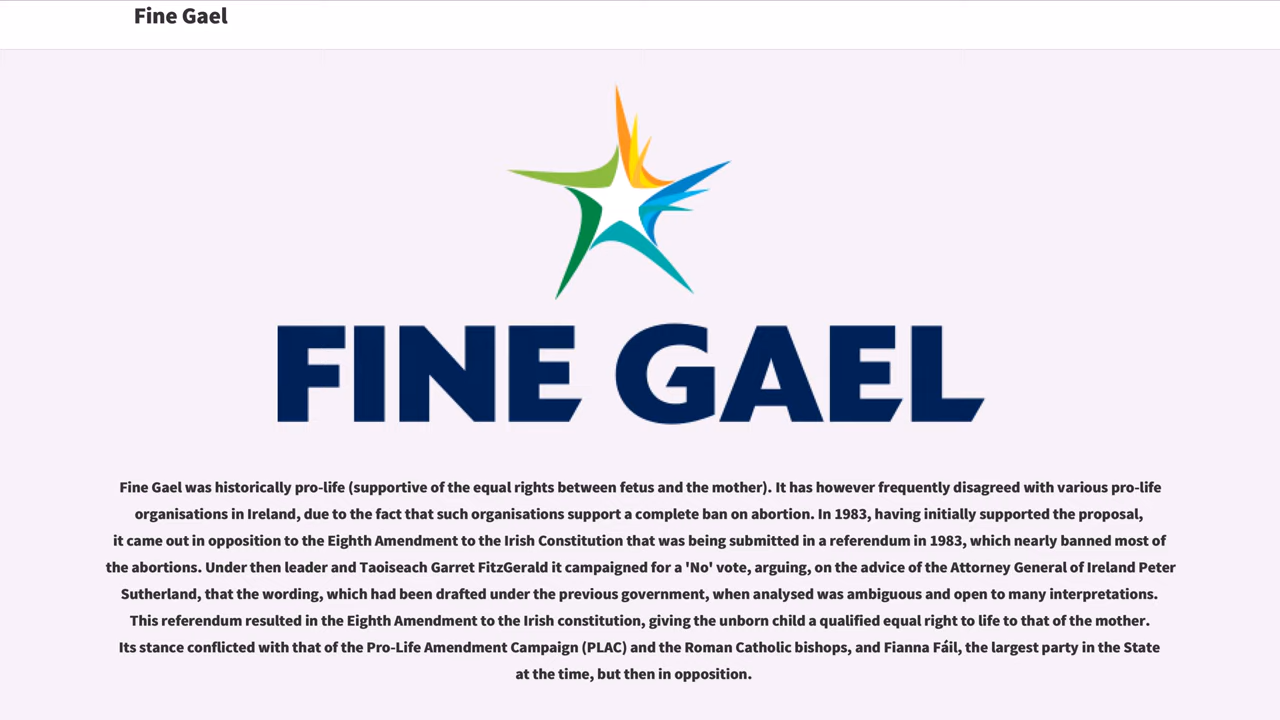 Fine Gael
FINE GAEL
Fine Gael was historically pro-life (supportive of the equal rights between fetus and the mother). It has however frequently disagreed with various pro-life
organisations in Ireland, due to the fact that such organisations support a complete ban on abortion. In 1983, having initially supported the proposal,
it came out in opposition to the Eighth Amendment to the Irish Constitution that was being submitted in a referendum in 1983, which nearly banned most of
the abortions. Under then leader and Taoiseach Garret FitzGerald it campaigned for a 'No' vote, arguing, on the advice of the Attorney General of Ireland Peter
Sutherland, that the wording, which had been drafted under the previous government, when analysed was ambiguous and open to many interpretations.
This referendum resulted in the Eighth Amendment to the Irish constitution, giving the unborn child a qualified equal right to life to that of the mother.
Its stance conflicted with that of the Pro-Life Amendment Campaign (PLAC) and the Roman Catholic bishops, and Fianna Fáil, the largest party in the State
at the time, but then in opposition.